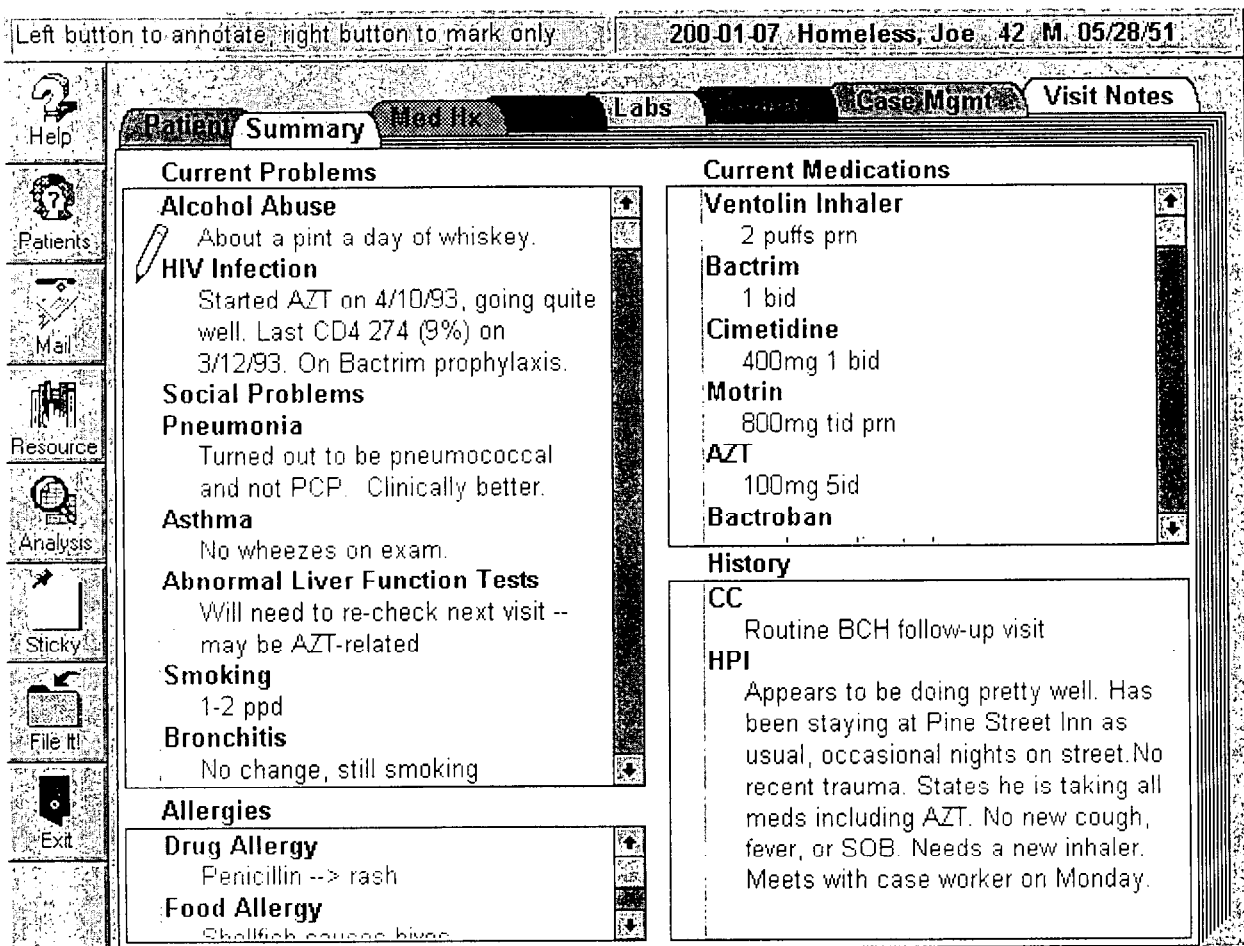 Left button to annotate, right button to mark only
200-01-07 Homeless, Joe 42 M 05/28/51
Help
Patients
Mail
Resource
Analysis
Sticky
File It!
Exit
Patient
Summary
Med Hx
Labs
Case Mgmt
Visit Notes
Current Problems
Alcohol Abuse
About a pint a day of whiskey.
HIV Infection
Started AZT on 4/10/93, going quite
well. Last CD4 274 (9%) on
3/12/93. On Bactrim prophylaxis.
Social Problems
Pneumonia
Turned out to be pneumococcal
and not PCP. Clinically better.
Asthma
No wheezes on exam.
Abnormal Liver Function Tests
Will need to re-check next visit --
may be AZT-related
Smoking
1-2 ppd
Bronchitis
No change, still smoking
Allergies
Drug Allergy
Penicillin --> rash
Food Allergy
Shellfish causes hives
Current Medications
Ventolin Inhaler
2 puffs prn
Bactrim
1 bid
Cimetidine
400mg 1 bid
Motrin
800mg tid prn
AZT
100mg 5id
Bactroban
History
CC
Routine BCH follow-up visit
HPI
Appears to be doing pretty well. Has
been staying at Pine Street Inn as
usual, occasional nights on street.No
recent trauma. States he is taking all
meds including AZT. No new cough,
fever, or SOB. Needs a new inhaler.
Meets with case worker on Monday.